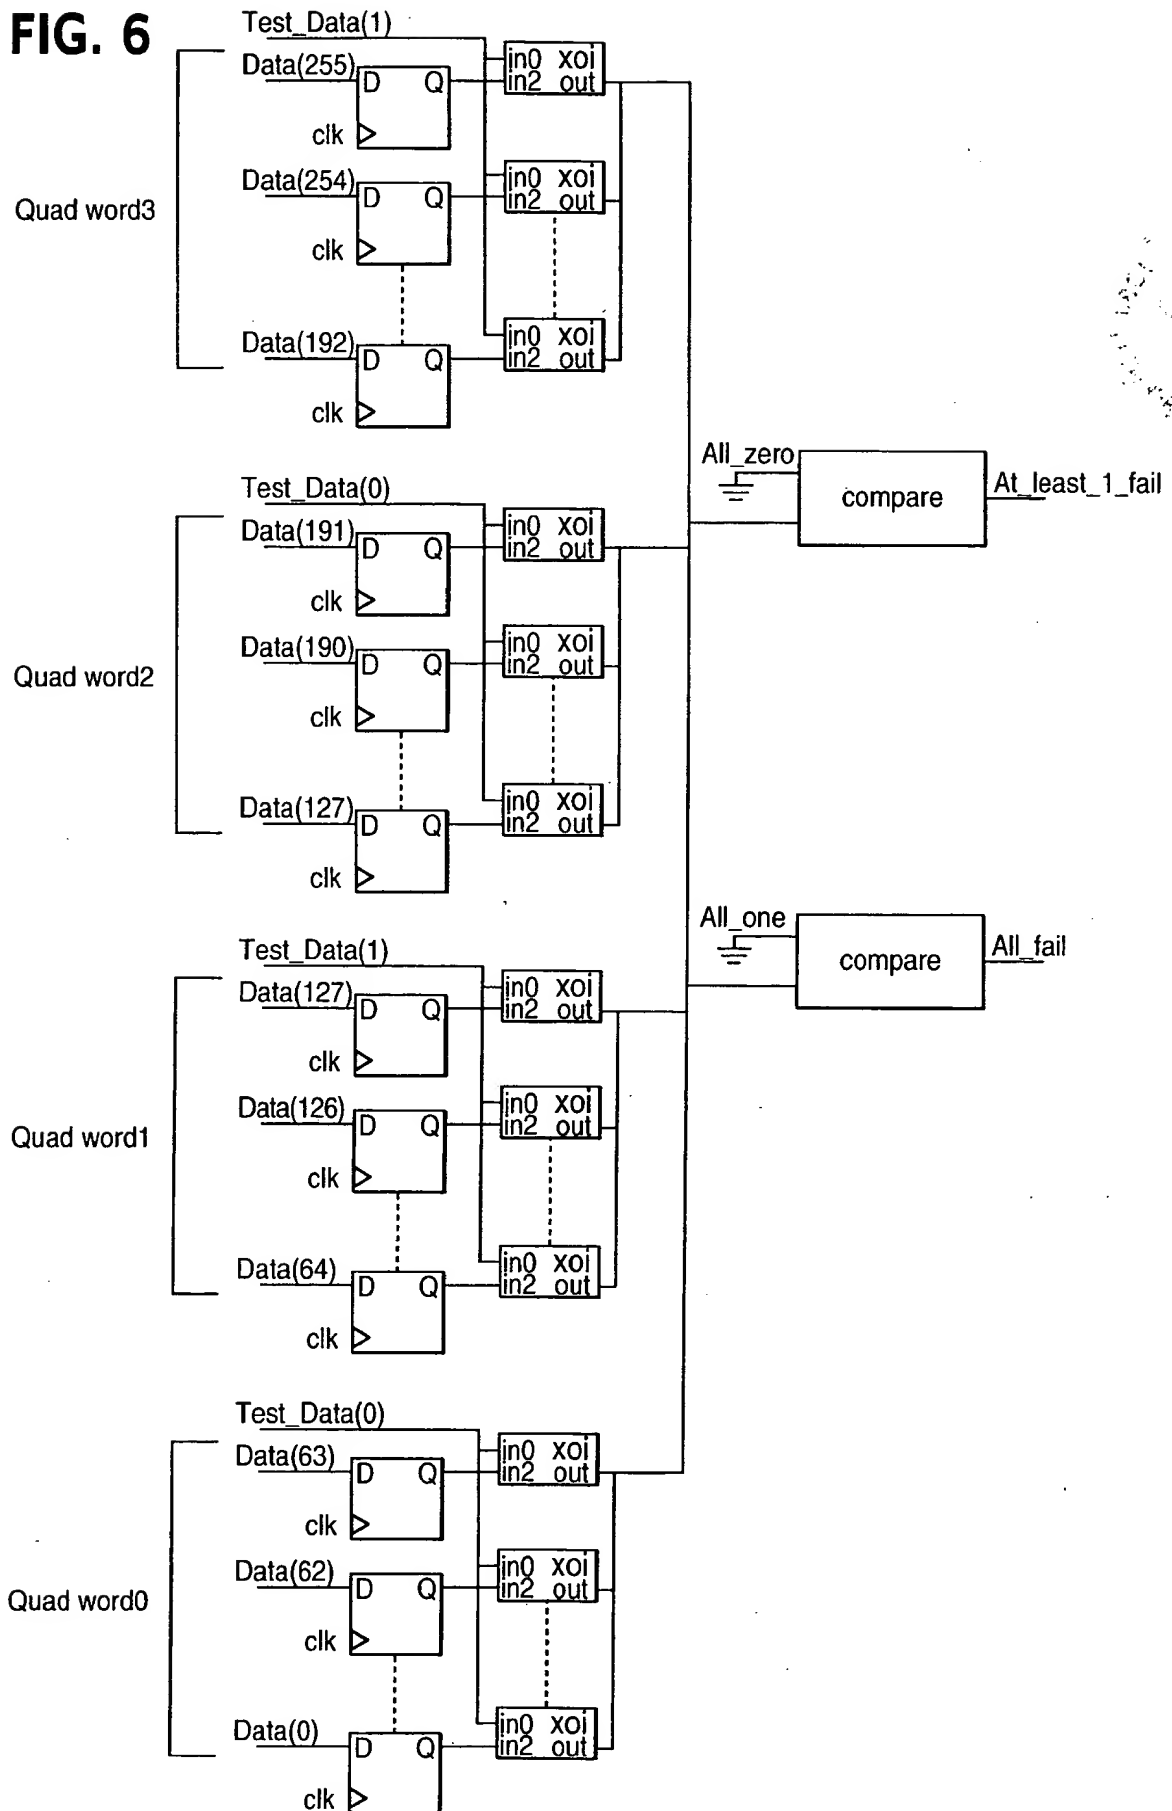 FIG. 6
Test_Data(1)
Data(255)
D Q
clk
in0 xoi
in2 out
Data(254)
D Q
clk
in0 xoi
in2 out
Quad word3
Data(192)
D Q
clk
in0 xoi
in2 out
All_zero
compare
At_least_1_fail
Test_Data(0)
Data(191)
D Q
clk
in0 xoi
in2 out
Data(190)
D Q
clk
in0 xoi
in2 out
Quad word2
Data(127)
D Q
clk
in0 xoi
in2 out
All_one
compare
All_fail
Test_Data(1)
Data(127)
D Q
clk
in0 xoi
in2 out
Data(126)
D Q
clk
in0 xoi
in2 out
Quad word1
Data(64)
D Q
clk
in0 xoi
in2 out
Test_Data(0)
Data(63)
D Q
clk
in0 xoi
in2 out
Data(62)
D Q
clk
in0 xoi
in2 out
Quad word0
Data(0)
D Q
clk
in0 xoi
in2 out